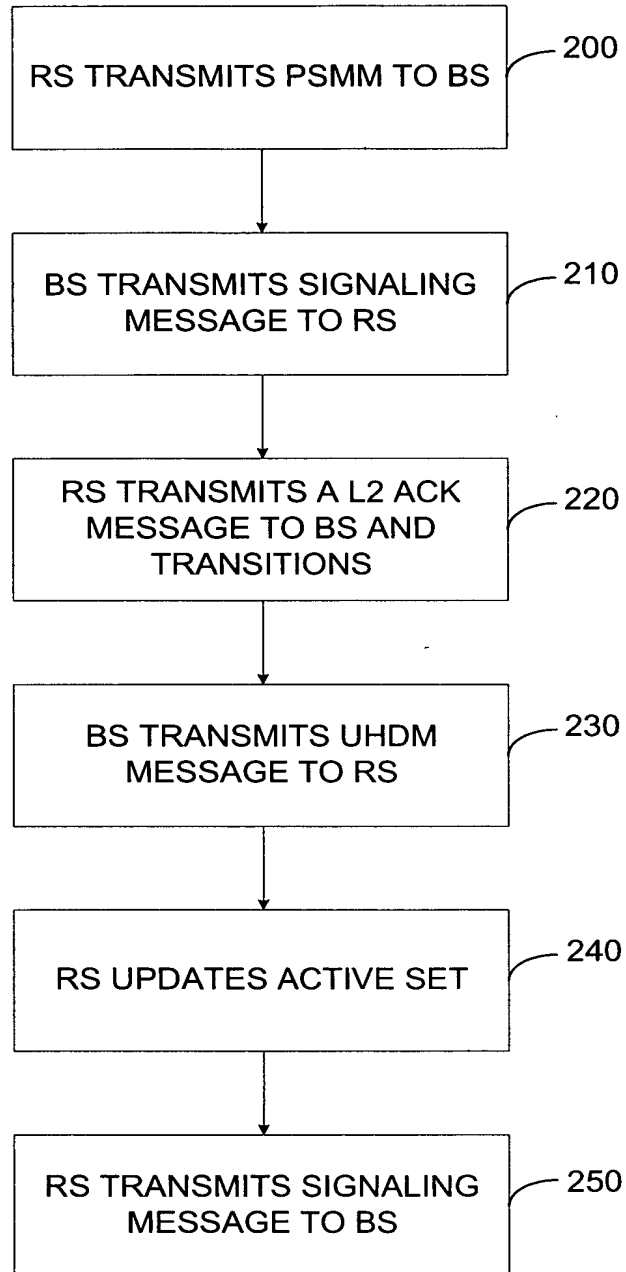 RS TRANSMITS PSMM TO BS
200
BS TRANSMITS SIGNALING
MESSAGE TO RS
210
RS TRANSMITS A L2 ACK
MESSAGE TO BS AND
TRANSITIONS
220
BS TRANSMITS UHDM
MESSAGE TO RS
230
RS UPDATES ACTIVE SET
240
RS TRANSMITS SIGNALING
MESSAGE TO BS
250